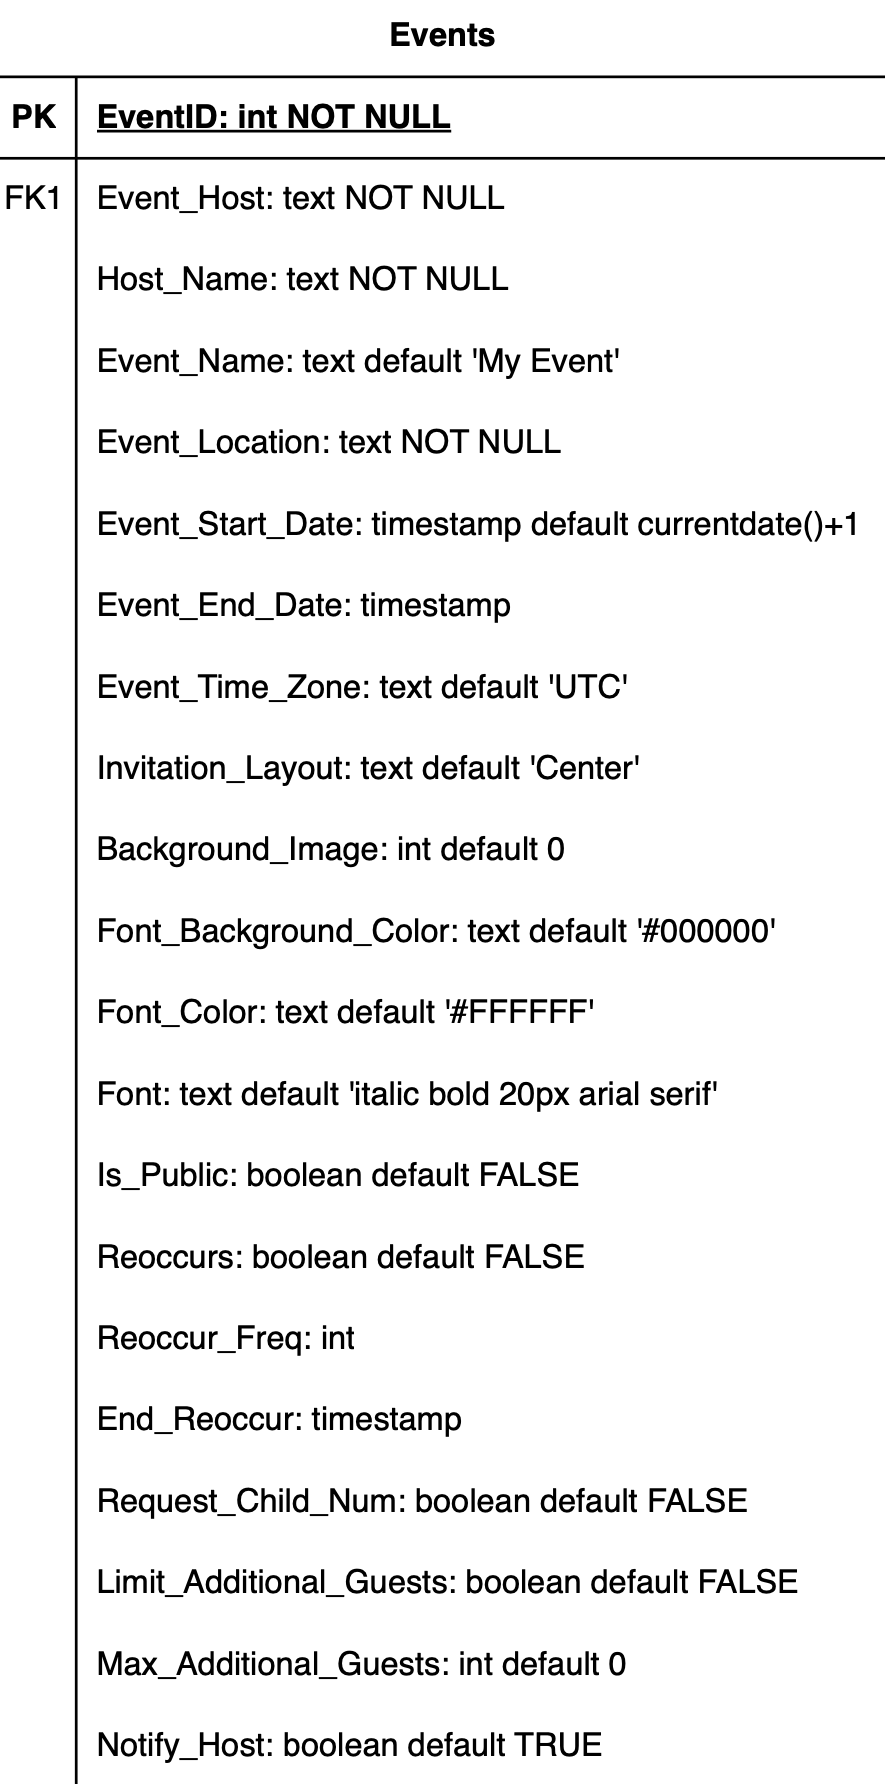 Events
PK EventID: int NOT NULL
FK1 Event_Host: text NOT NULL
Host_Name: text NOT NULL
Event_Name: text default 'My Event'
Event_Location: text NOT NULL
Event_Start_Date: timestamp default currentdate()+1
Event_End_Date: timestamp
Event_Time_Zone: text default 'UTC'
Invitation_Layout: text default 'Center'
Background_Image: int default 0
Font_Background_Color: text default '#000000'
Font_Color: text default '#FFFFFF'
Font: text default 'italic bold 20px arial serif'
Is_Public: boolean default FALSE
Reoccurs: boolean default FALSE
Reoccur_Freq: int
End_Reoccur: timestamp
Request_Child_Num: boolean default FALSE
Limit_Additional_Guests: boolean default FALSE
Max_Additional_Guests: int default 0
Notify_Host: boolean default TRUE